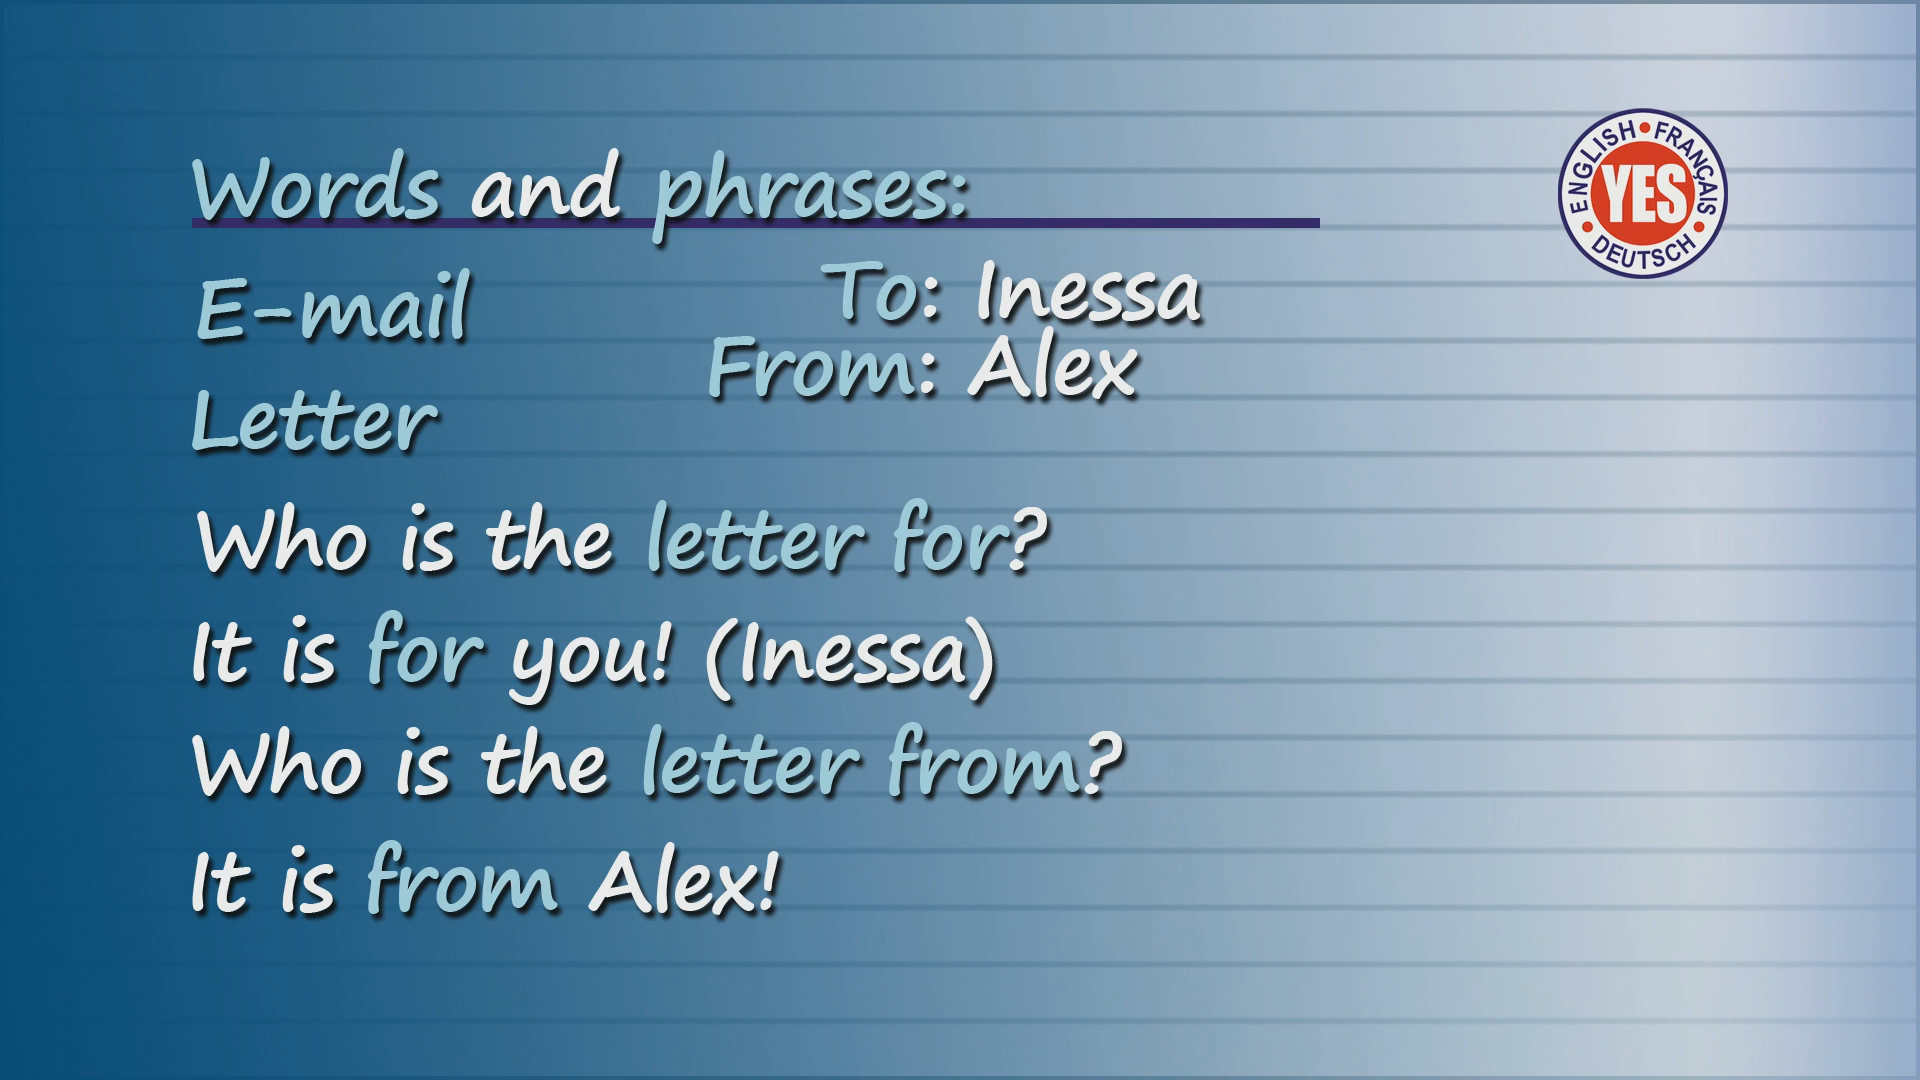 Words and phrases:
E-mail
To: Inessa
From: Alex
Letter
Who is the letter for?
It is for you! (Inessa)
Who is the letter from?
It is from Alex!
ENGLISH • FRANÇAIS • DEUTSCH •
YES